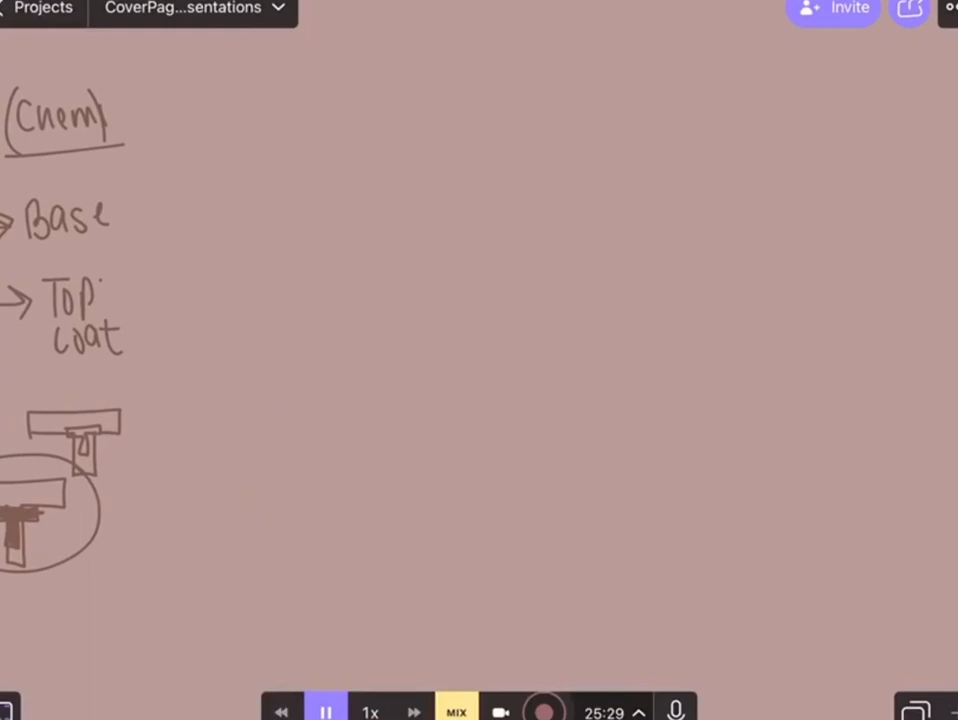 Projects
CoverPag...sentations
Invite
(Chem)
→ Base
→ Top
coat
1x
MIX
25:29